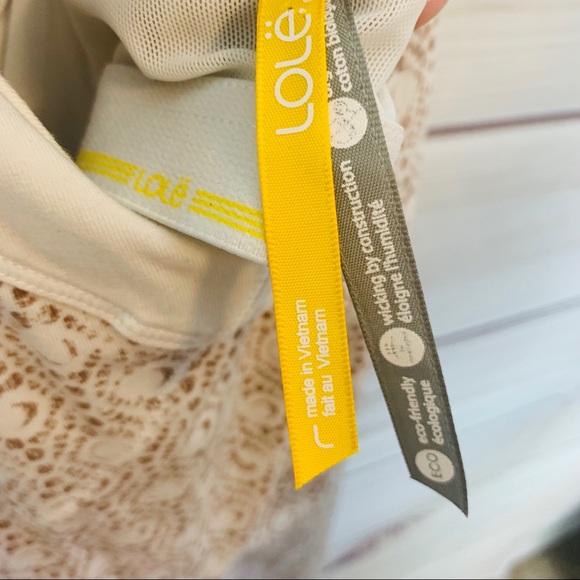 LOLË
LOLË
made in Vietnam
fait au Vietnam
coton biolo
wicking by construction
éloigne l'humidité
ECO
eco-friendly
écologique